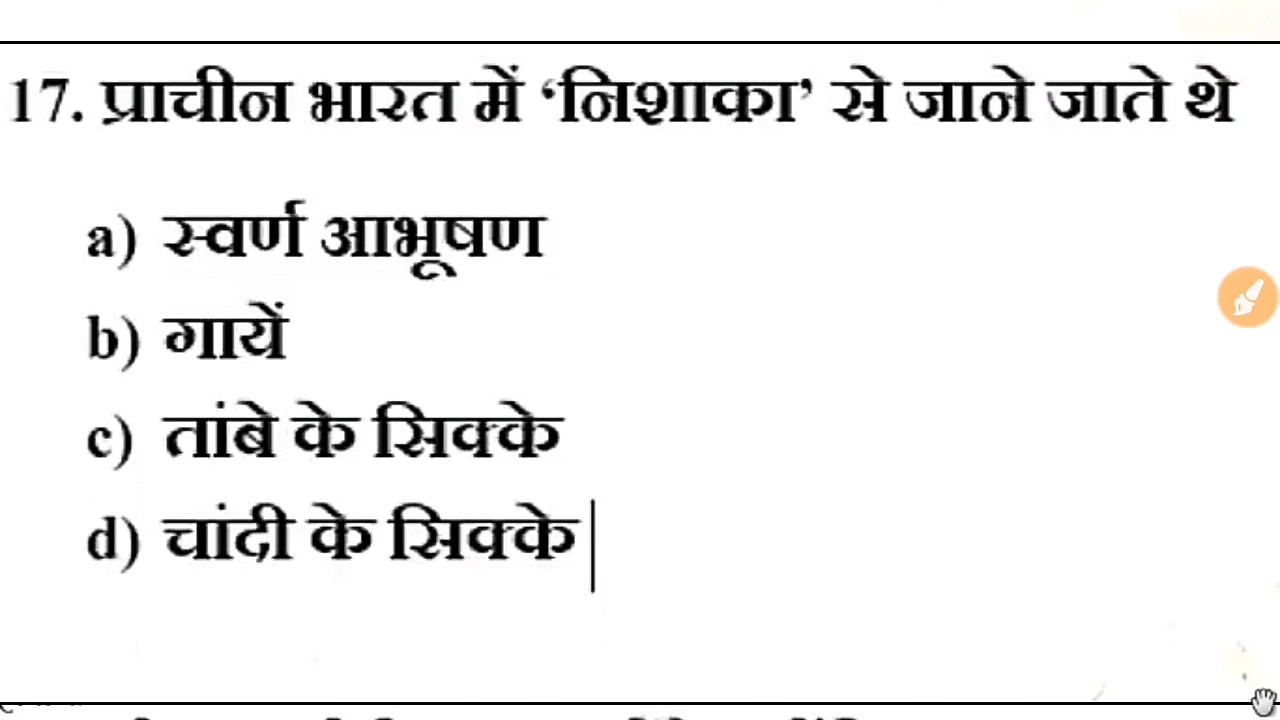 17. प्राचीन भारत में ‘निशाका’ से जाने जाते थे
a) स्वर्ण आभूषण
b) गायें
c) तांबे के सिक्के
d) चांदी के सिक्के